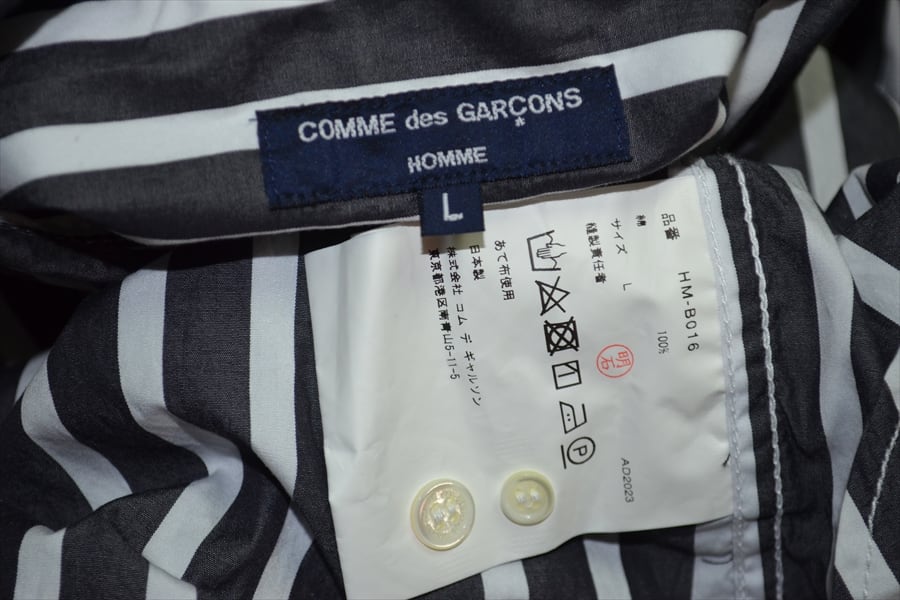 COMME des GARÇONS
HOMME
L
品番 HM-B016
綿 100%
サイズ L
縫製責任者 明石
あて布使用
日本製
株式会社 コム デ ギャルソン
東京都港区南青山5-11-5
P
AD2023